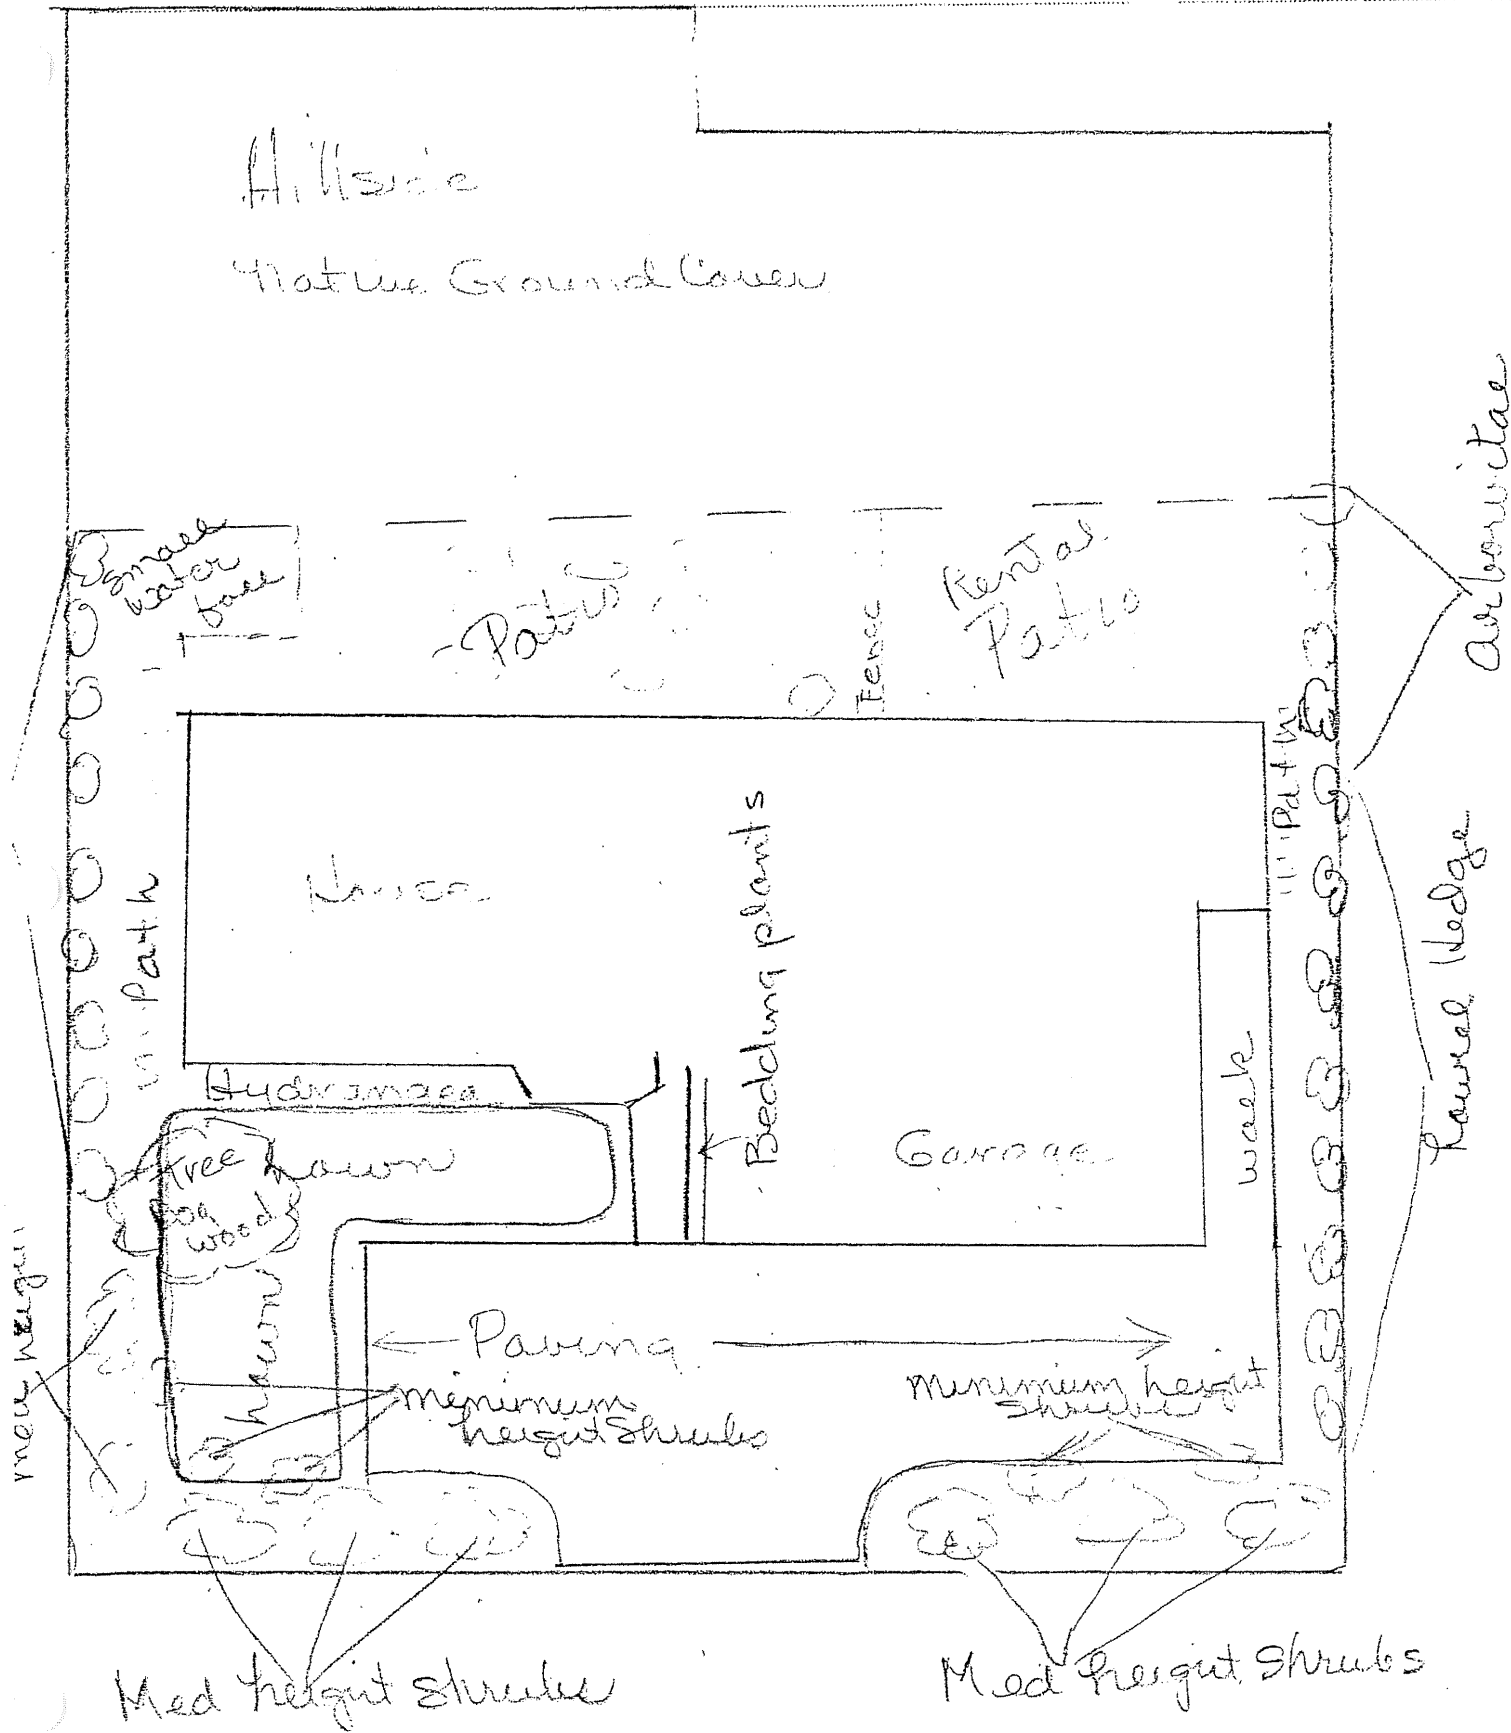 Hillside
Native Ground Cover
Small
Water
fall
Patio
Fence
Rental
Patio
Arborvitae
Path
Path
House
Bedding plants
Laurel Hedge
Hydrangea
Garage
Walk
Tree
Dog
wood
Lawn
Lawn
Paving
Minimum
height Shrubs
Minimum height
Shrubs
Med height Shrubs
Med height Shrubs